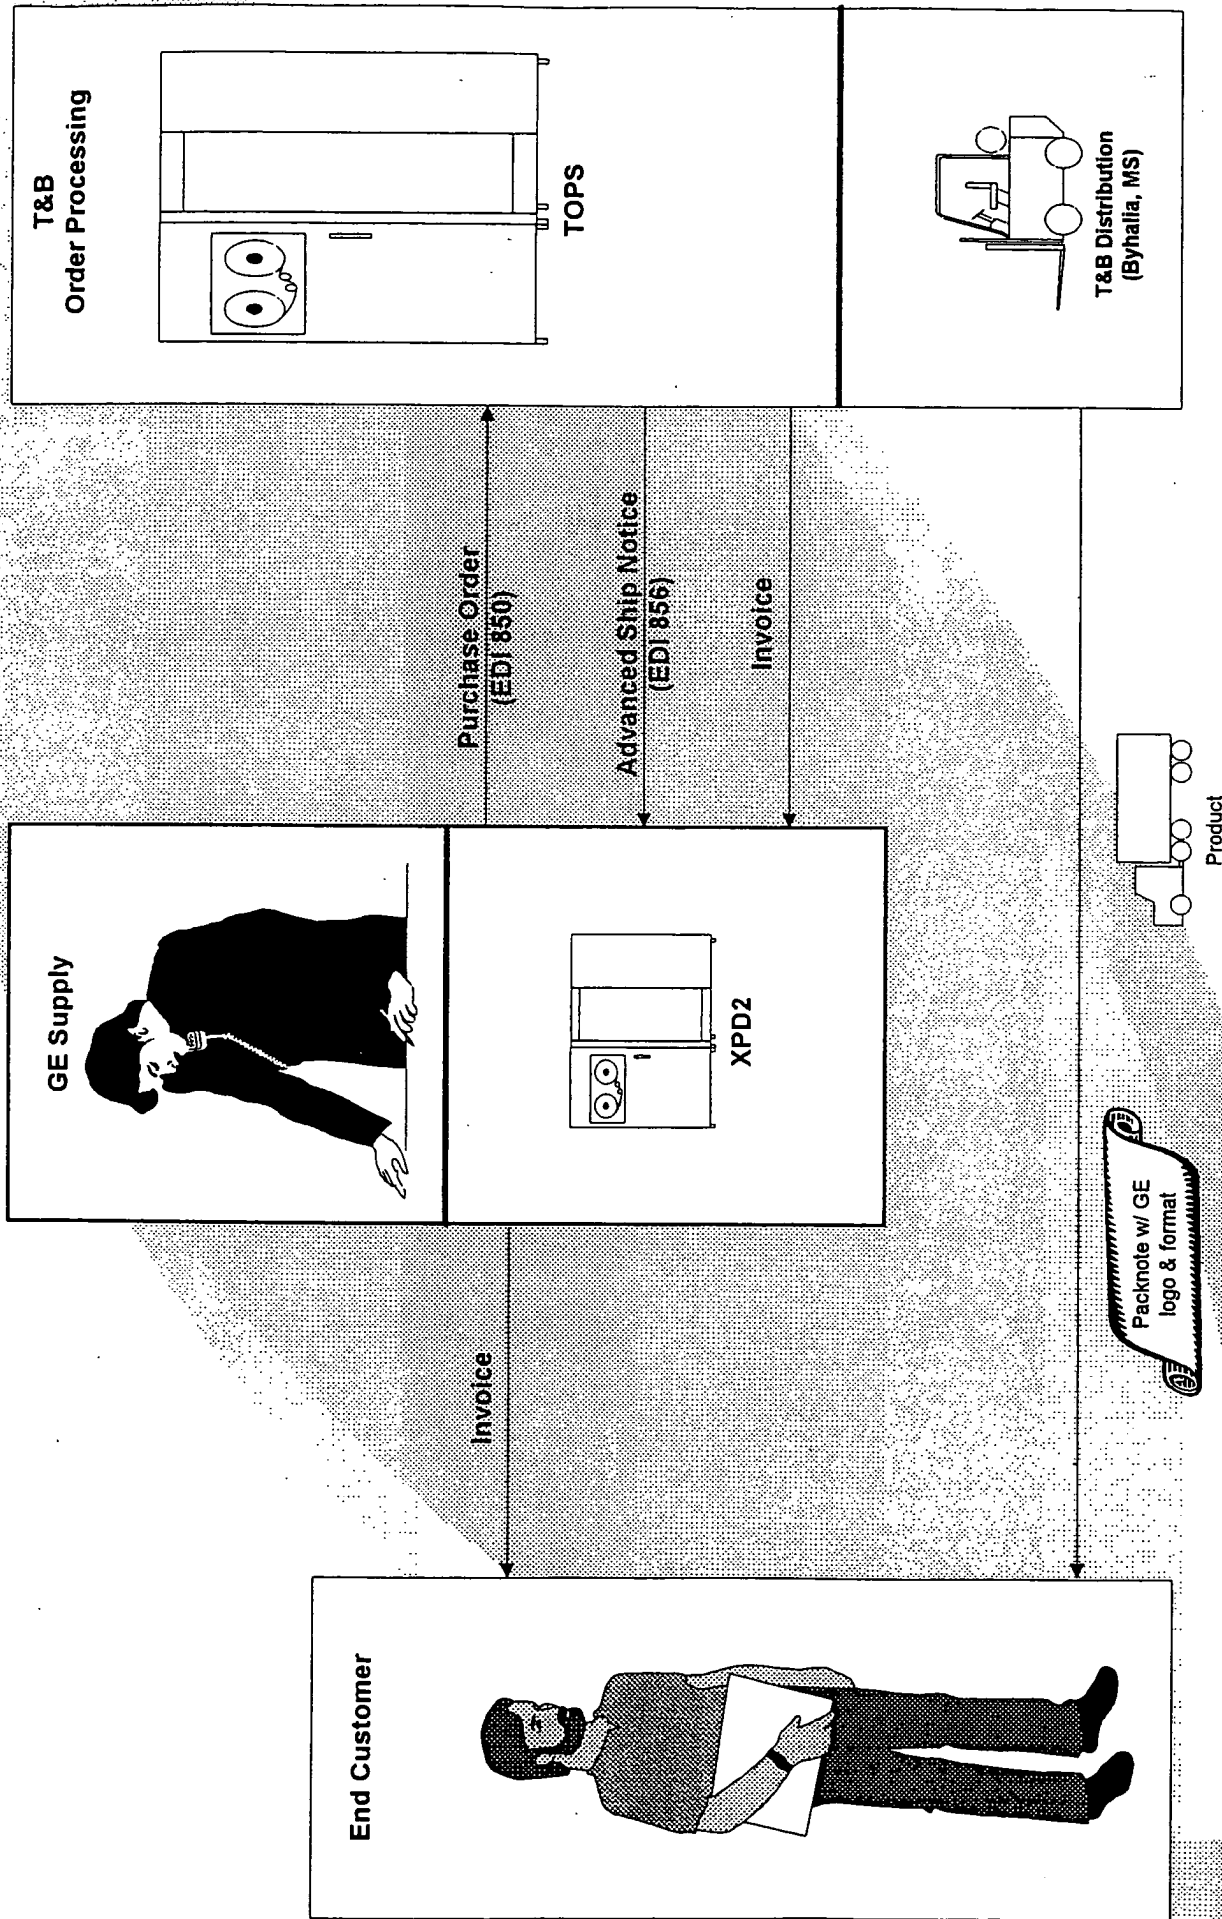 End Customer
Invoice
GE Supply
XPD2
Purchase Order
(EDI 850)
Advanced Ship Notice
(EDI 856)
Invoice
T&B
Order Processing
TOPS
T&B Distribution
(Byhalia, MS)
Packnote w/ GE
logo & format
Product